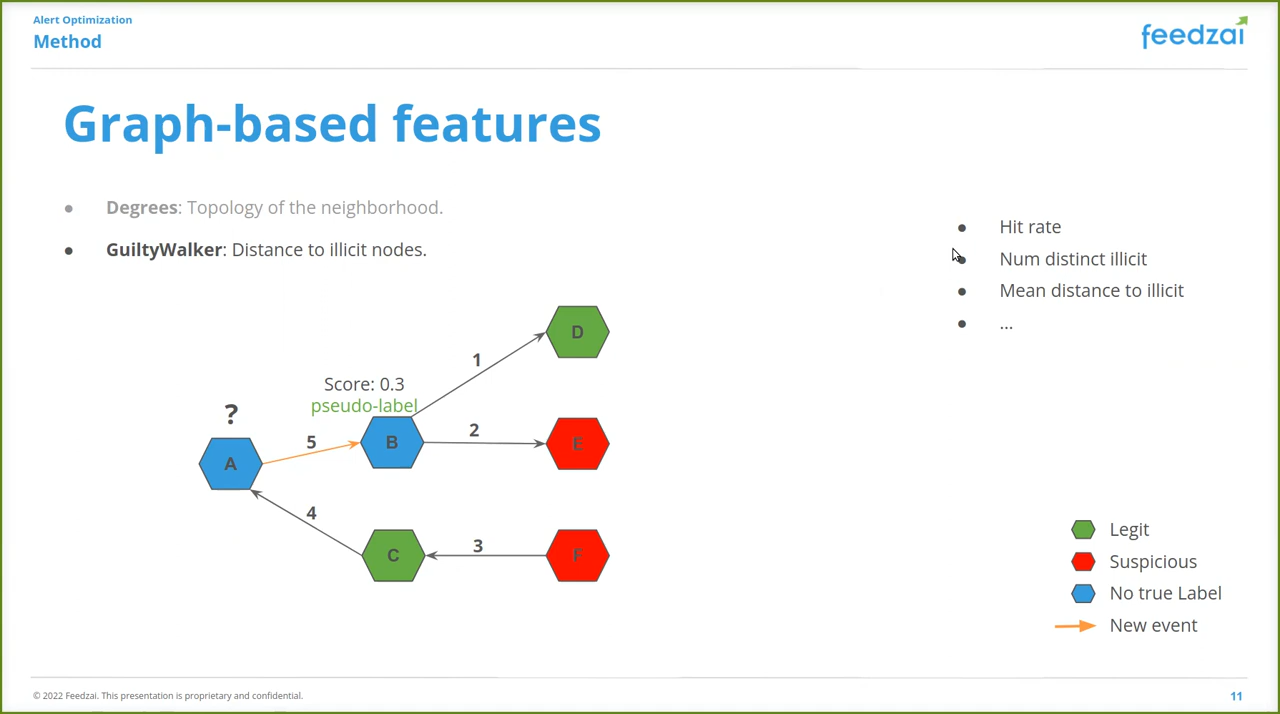 Alert Optimization
Method
feedzai
Graph-based features
● Degrees: Topology of the neighborhood.
● GuiltyWalker: Distance to illicit nodes.
● Hit rate
● Num distinct illicit
● Mean distance to illicit
● ...
D
1
Score: 0.3
pseudo-label
?
5
B
2
E
A
4
C
3
F
Legit
Suspicious
No true Label
New event
© 2022 Feedzai. This presentation is proprietary and confidential.
11